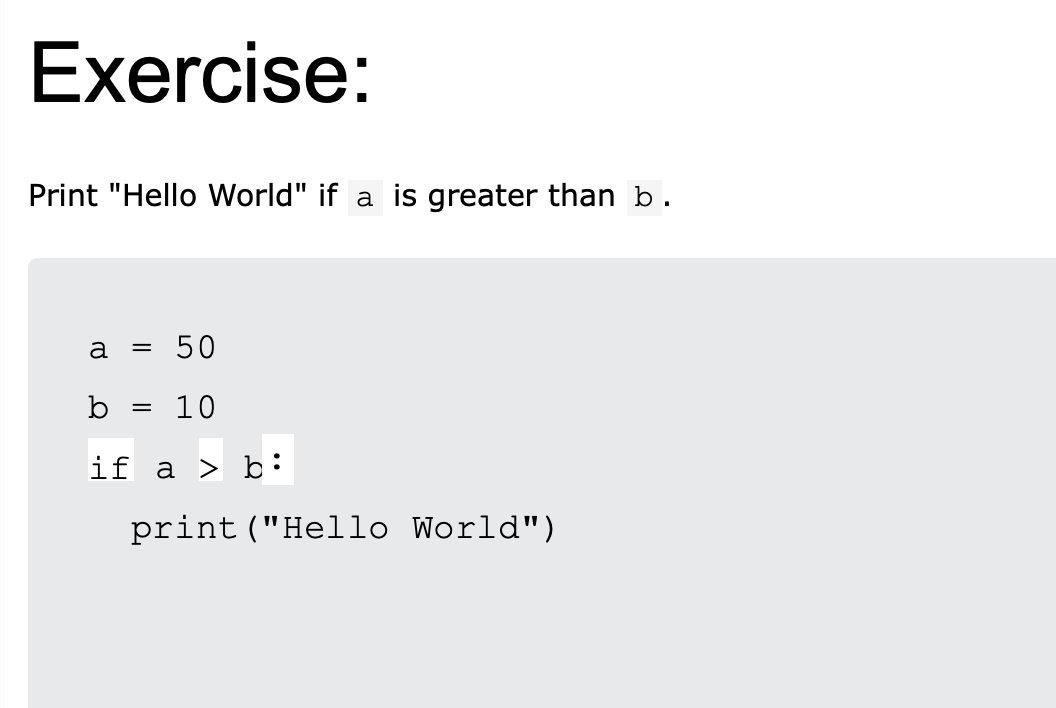 Exercise:
Print "Hello World" if a is greater than b.
a = 50
b = 10
if a > b:
  print("Hello World")